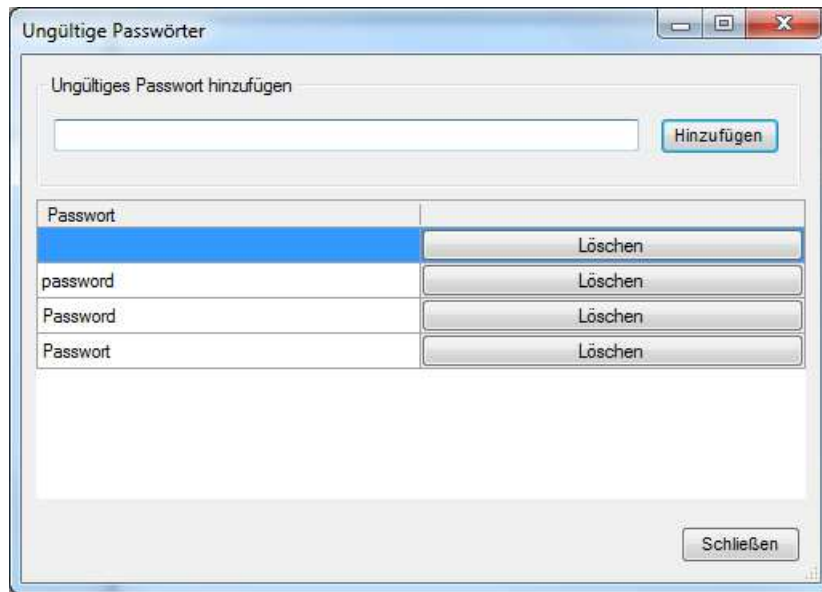 Ungültige Passwörter
Ungültiges Passwort hinzufügen
Hinzufügen
Passwort
Löschen
password Löschen
Password Löschen
Passwort Löschen
Schließen